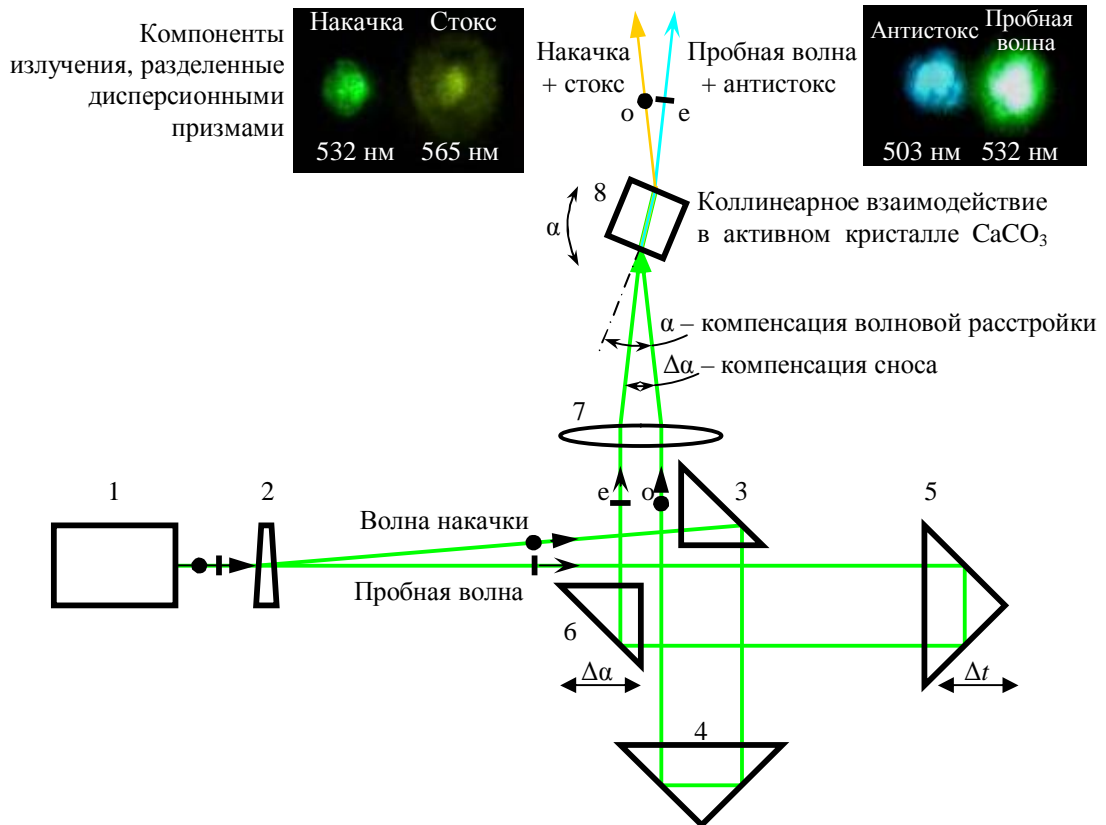 Компоненты
излучения, разделенные
дисперсионными
призмами
Накачка
Стокс
532 нм
565 нм
Накачка
+ стокс
Пробная волна
+ антистокс
Антистокс
Пробная
волна
503 нм
532 нм
о
е
8
α
Коллинеарное взаимодействие
в активном кристалле CaCO₃
α – компенсация волновой расстройки
Δα – компенсация сноса
7
1
2
е
о
3
5
Волна накачки
Пробная волна
6
Δα
Δt
4